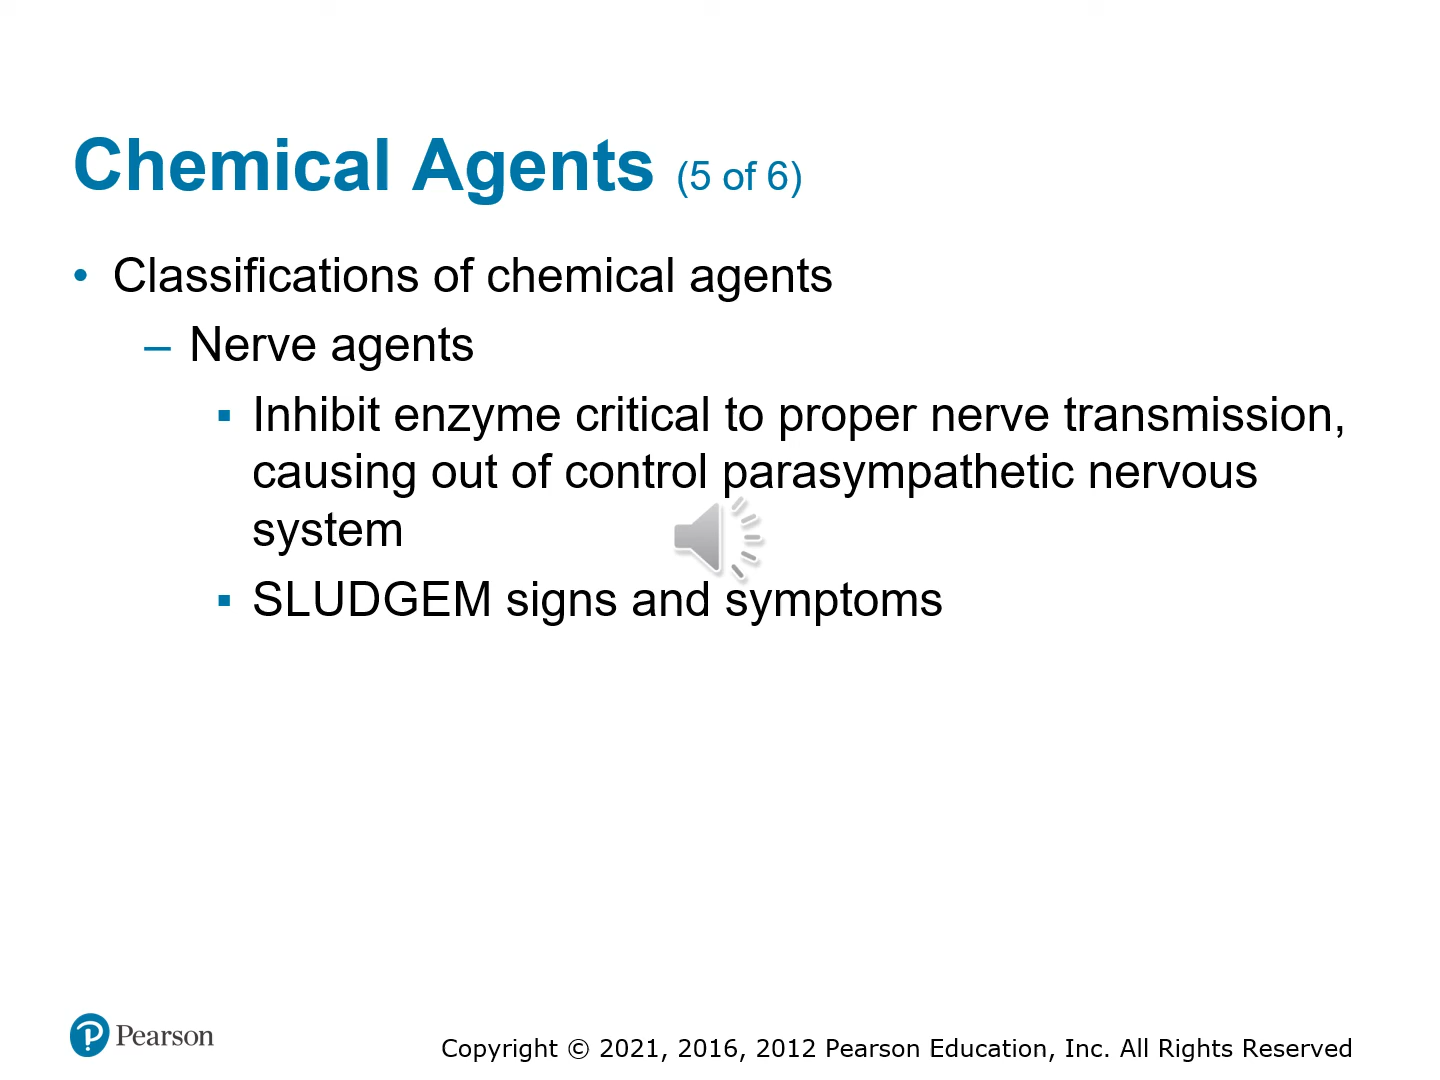 Chemical Agents (5 of 6)
• Classifications of chemical agents
– Nerve agents
▪ Inhibit enzyme critical to proper nerve transmission,
causing out of control parasympathetic nervous
system
▪ SLUDGEM signs and symptoms
Pearson
Copyright © 2021, 2016, 2012 Pearson Education, Inc. All Rights Reserved